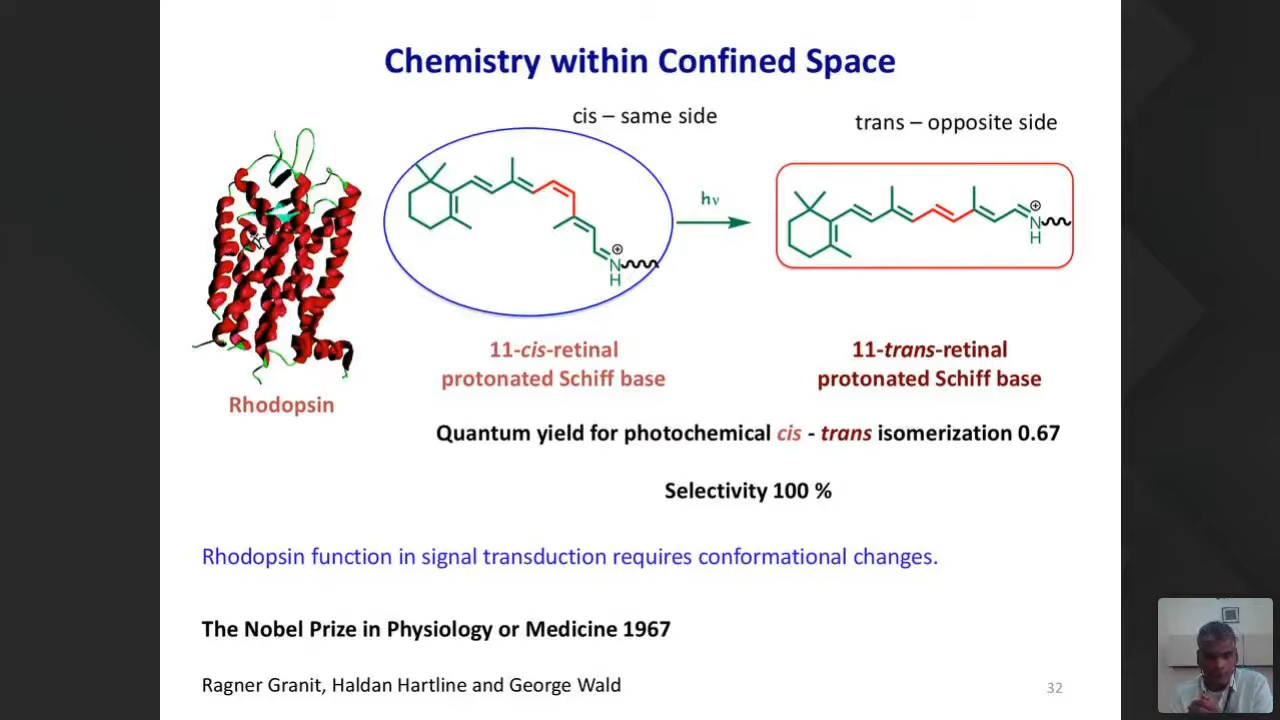 Chemistry within Confined Space
cis – same side
trans – opposite side
hν
N
H
N
H
11-cis-retinal
protonated Schiff base
11-trans-retinal
protonated Schiff base
Rhodopsin
Quantum yield for photochemical cis - trans isomerization 0.67
Selectivity 100 %
Rhodopsin function in signal transduction requires conformational changes.
The Nobel Prize in Physiology or Medicine 1967
Ragner Granit, Haldan Hartline and George Wald
32